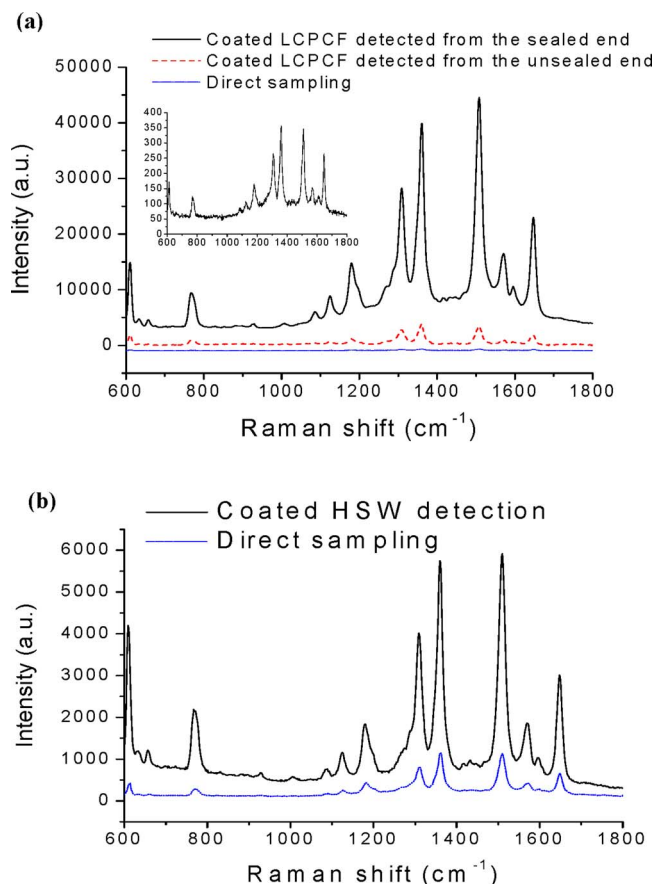 (a)
Coated LCPCF detected from the sealed end
Coated LCPCF detected from the unsealed end
Direct sampling
50000
40000
30000
20000
10000
0
Intensity (a.u.)
400
350
300
250
200
150
100
50
0
600 800 1000 1200 1400 1600 1800
600 800 1000 1200 1400 1600 1800
Raman shift (cm⁻¹)
(b)
Coated HSW detection
Direct sampling
6000
5000
4000
3000
2000
1000
0
Intensity (a.u.)
600 800 1000 1200 1400 1600 1800
Raman shift (cm⁻¹)